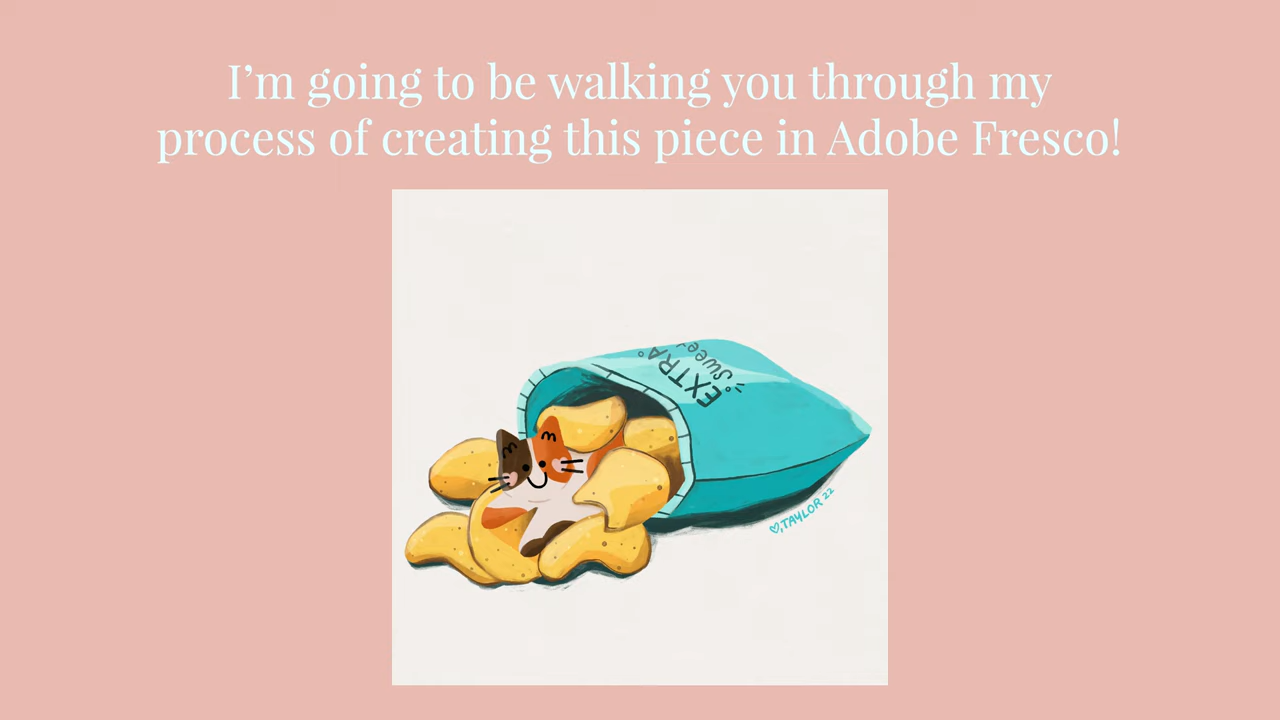 I’m going to be walking you through my
process of creating this piece in Adobe Fresco!
EXTRA
Sweet
♡,TAYLOR 22